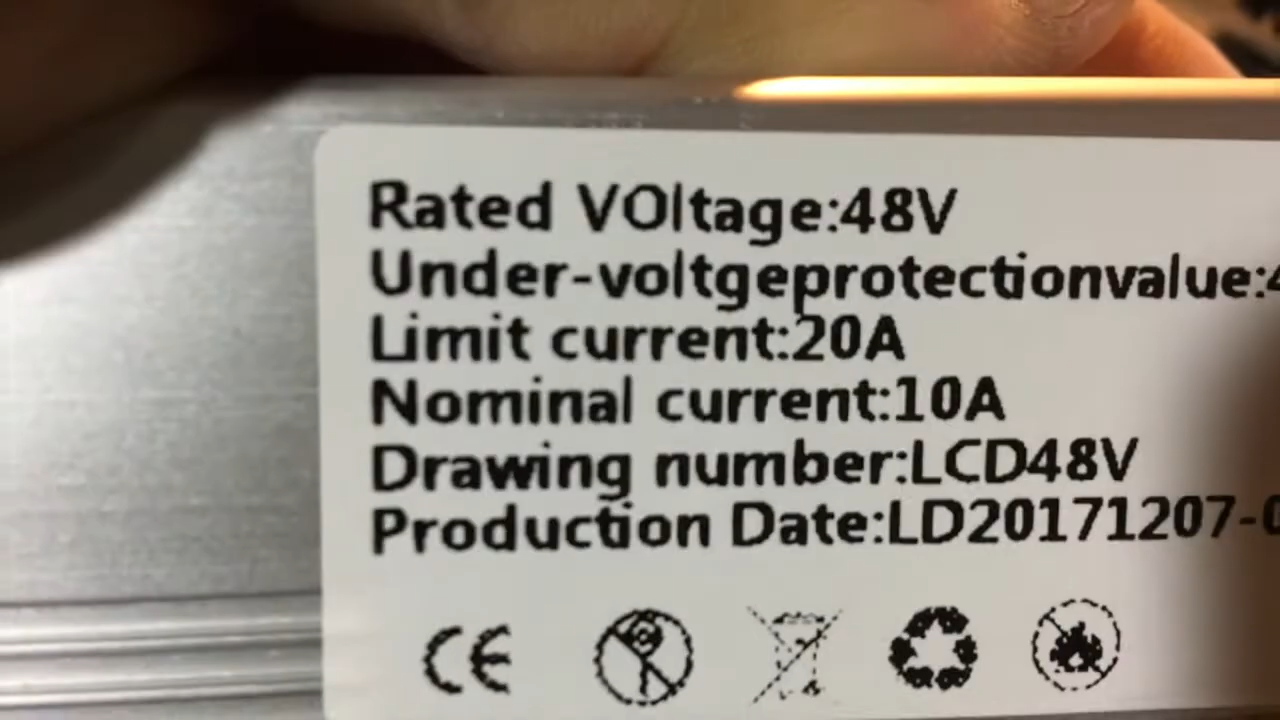 Rated VOltage:48V
Under-voltgeprotectionvalue:4
Limit current:20A
Nominal current:10A
Drawing number:LCD48V
Production Date:LD20171207-0
CE